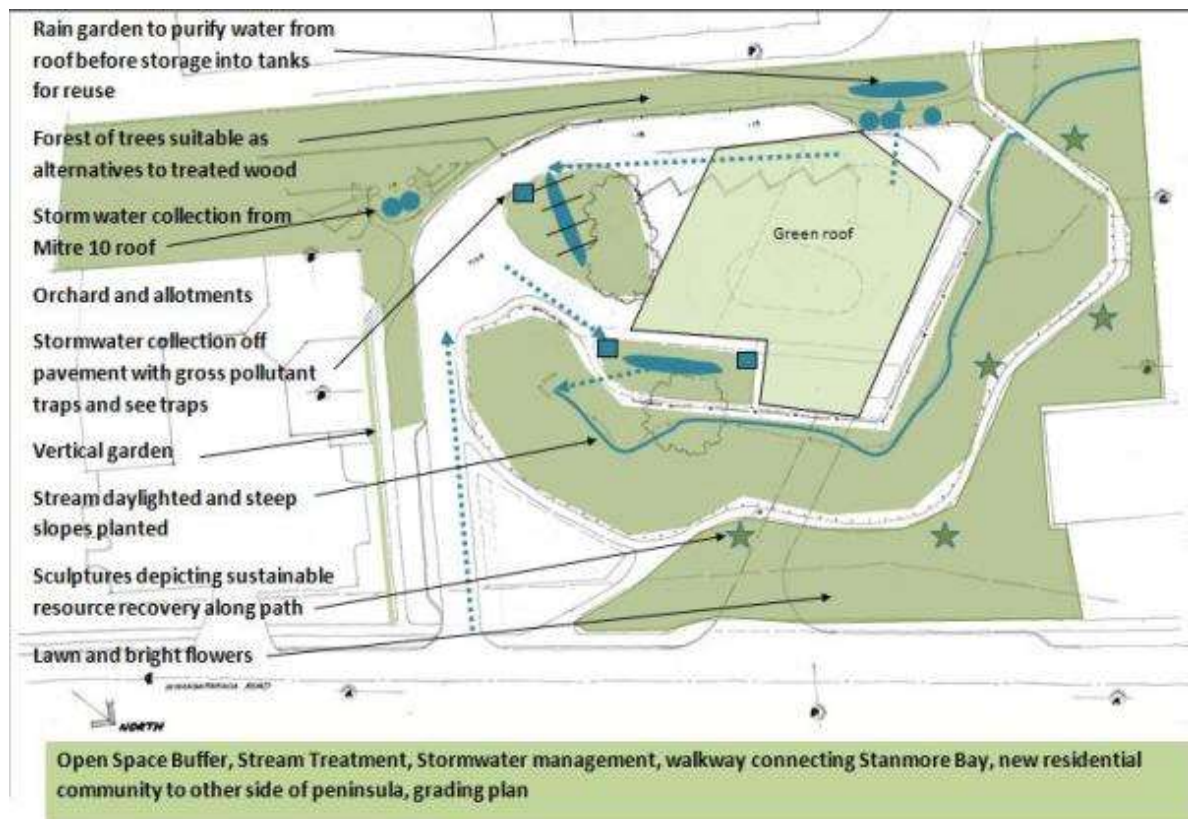 Rain garden to purify water from
roof before storage into tanks
for reuse
Forest of trees suitable as
alternatives to treated wood
Storm water collection from
Mitre 10 roof
Orchard and allotments
Stormwater collection off
pavement with gross pollutant
traps and see traps
Vertical garden
Stream daylighted and steep
slopes planted
Sculptures depicting sustainable
resource recovery along path
Lawn and bright flowers
Green roof
NORTH
Open Space Buffer, Stream Treatment, Stormwater management, walkway connecting Stanmore Bay, new residential
community to other side of peninsula, grading plan